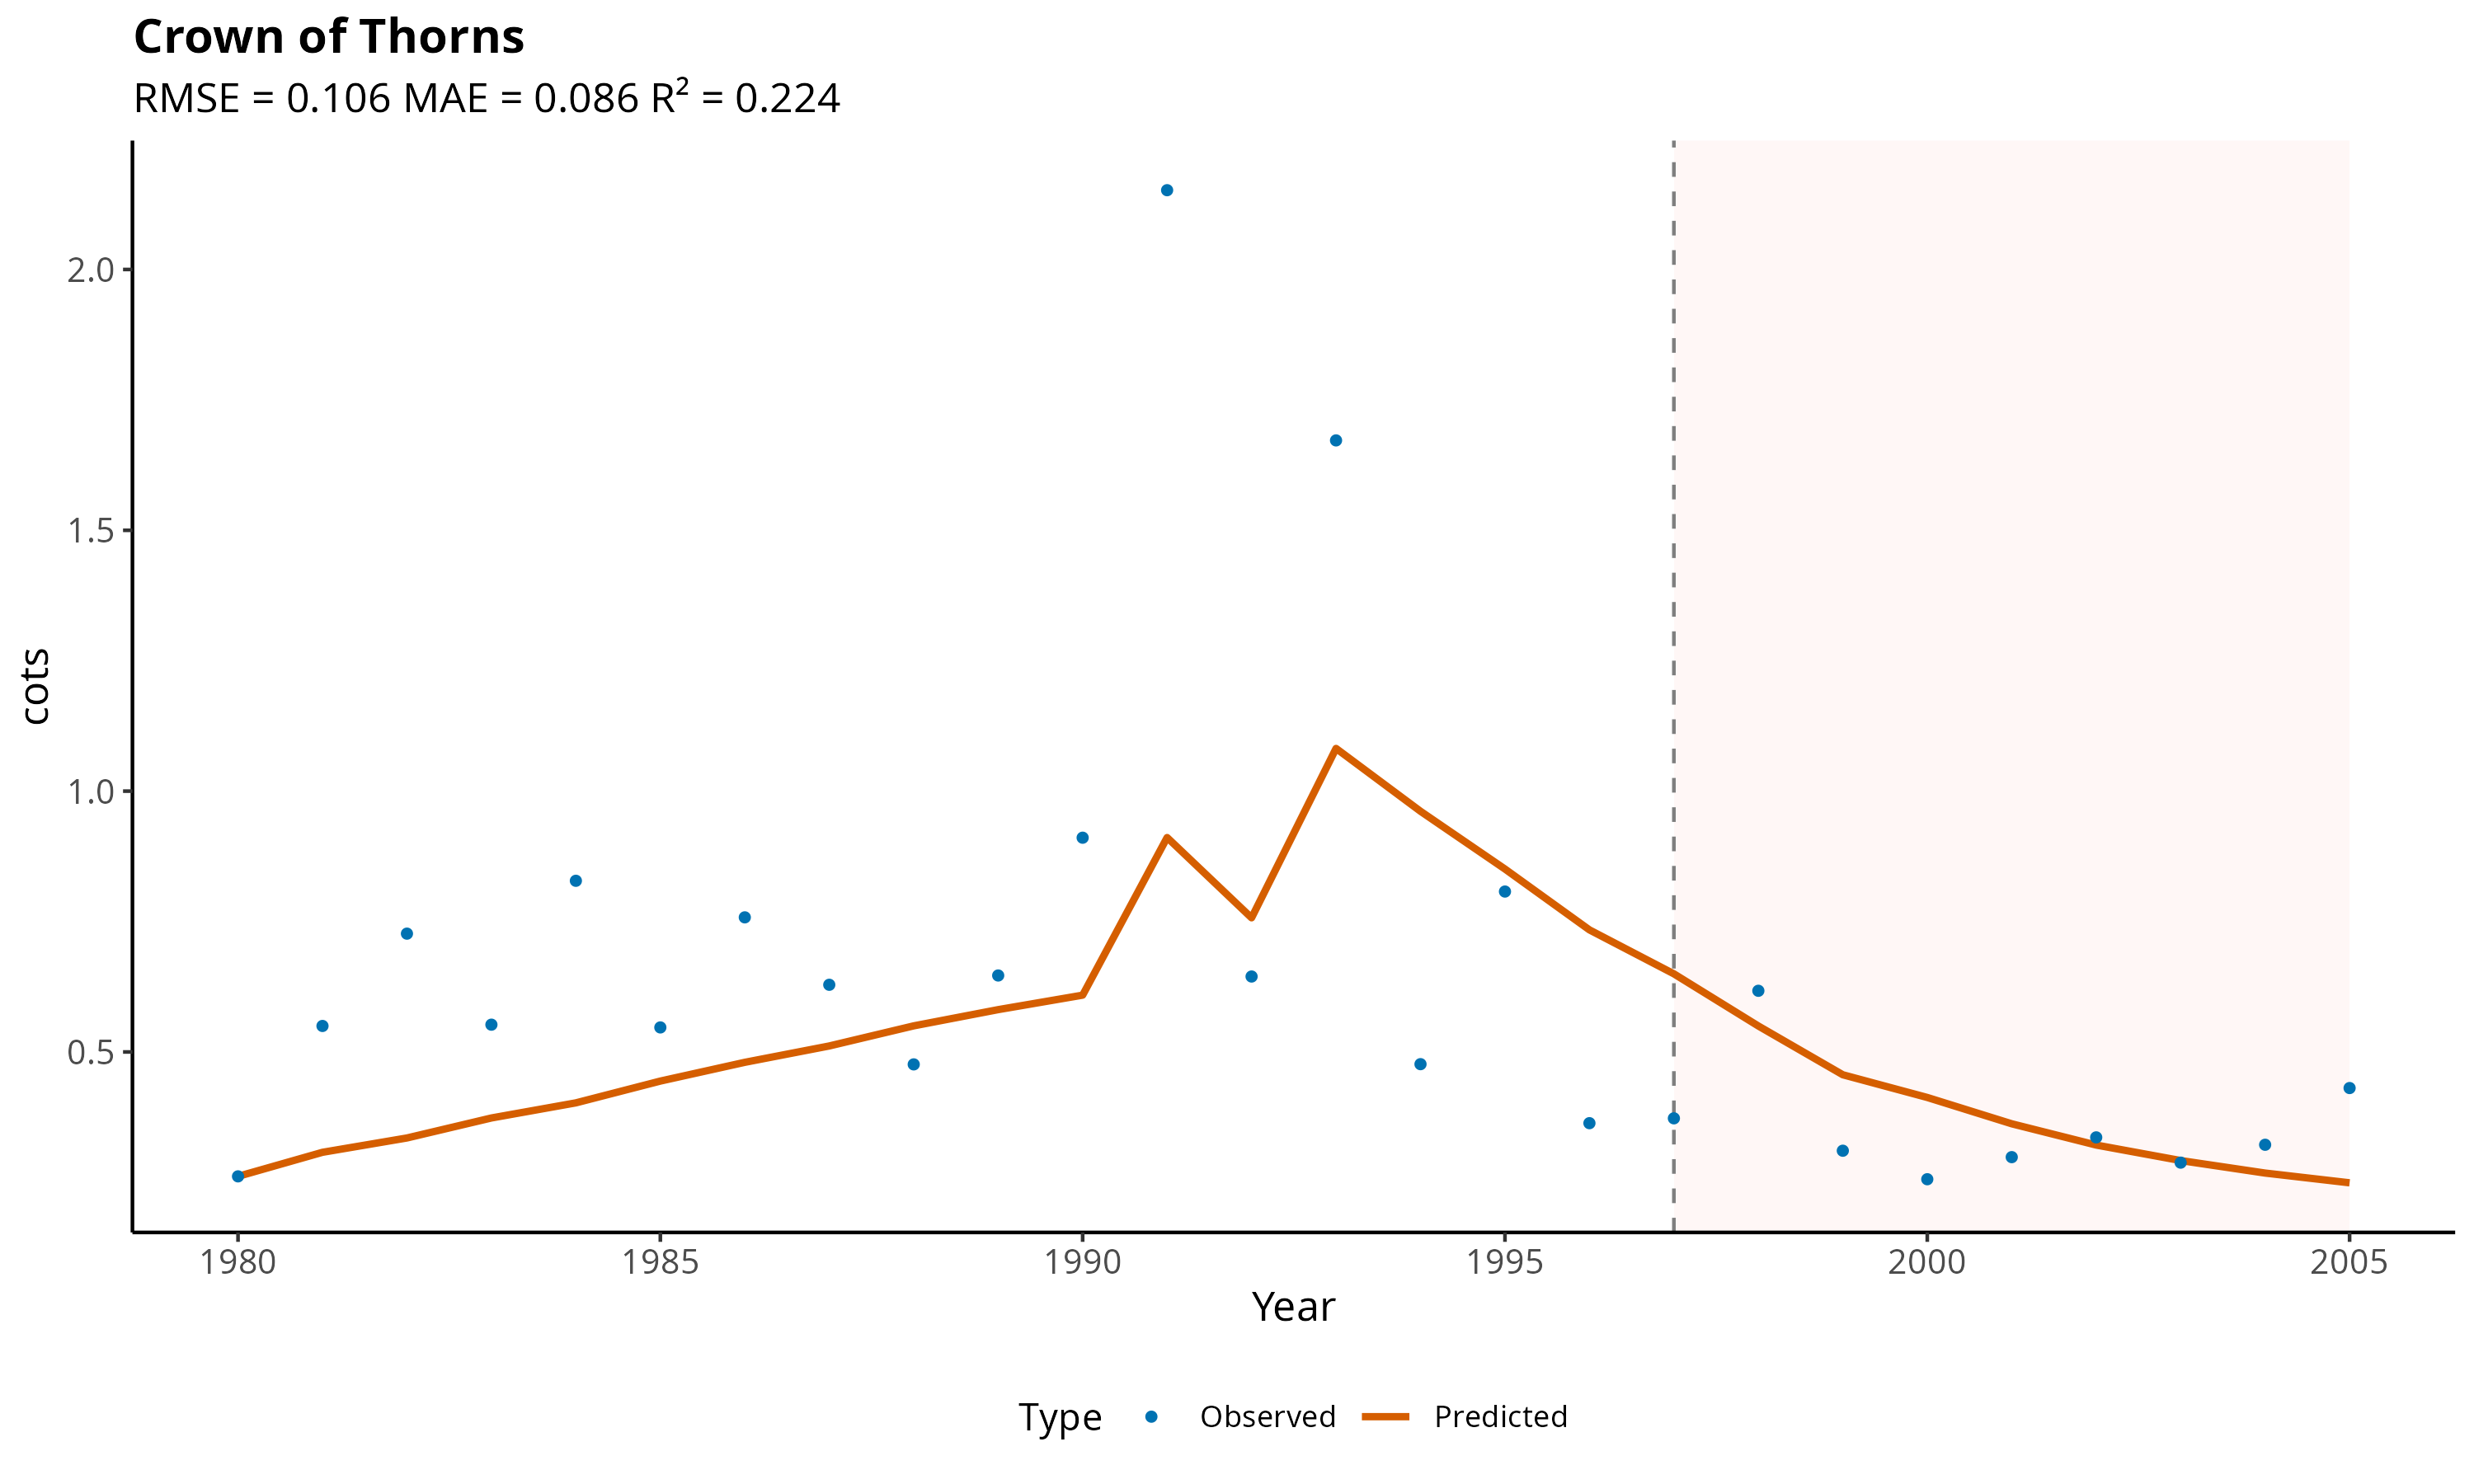 Crown of Thorns
RMSE = 0.106 MAE = 0.086 R² = 0.224
cots
2.0
1.5
1.0
0.5
1980 1985 1990 1995 2000 2005
Year
Type Observed Predicted